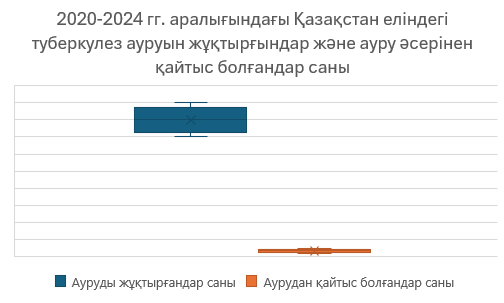 2020-2024 гг. аралығындағы Қазақстан еліндегі
туберкулез ауруын жұқтырғындар және ауру әсерінен
қайтыс болғандар саны
Ауруды жұқтырғандар саны
Аурудан қайтыс болғандар саны